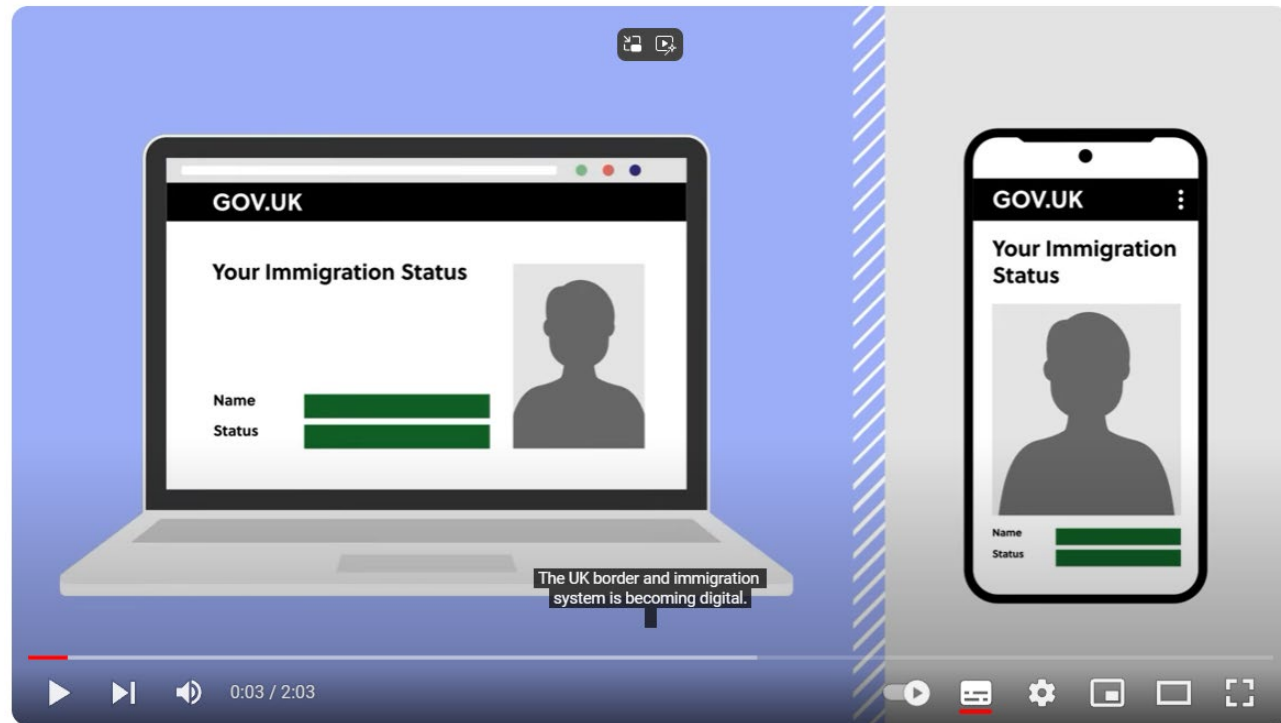 GOV.UK
Your Immigration Status
Name
Status
GOV.UK
Your Immigration
Status
Name
Status
The UK border and immigration
system is becoming digital.
0:03 / 2:03